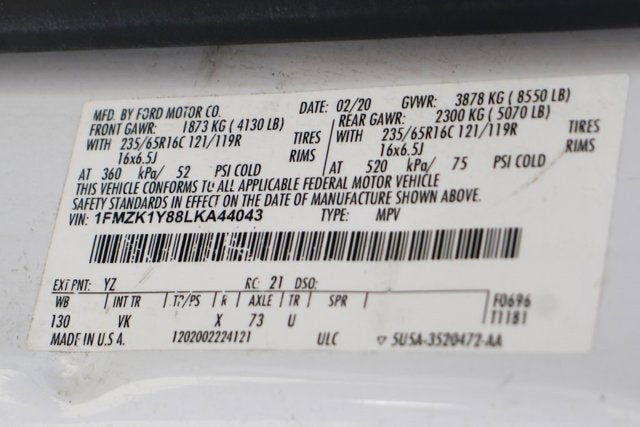 MFD. BY FORD MOTOR CO. DATE: 02/20 GVWR: 3878 KG ( 8550 LB)
FRONT GAWR: 1873 KG ( 4130 LB) REAR GAWR: 2300 KG ( 5070 LB)
WITH 235/65R16C 121/119R TIRES WITH 235/65R16C 121/119R TIRES
16x6.5J RIMS 16x6.5J RIMS
AT 360 kPa/ 52 PSI COLD AT 520 kPa/ 75 PSI COLD
THIS VEHICLE CONFORMS TO ALL APPLICABLE FEDERAL MOTOR VEHICLE
SAFETY STANDARDS IN EFFECT ON THE DATE OF MANUFACTURE SHOWN ABOVE.
VIN: 1FMZK1Y88LKA44043 TYPE: MPV
EXT PNT: YZ RC: 21 DSO:
WB INT TR TP/PS R AXLE TR SPR F0696
130 VK X 73 U T1181
MADE IN U.S.A. 1202002224121 ULC 5U5A-3520472-AA